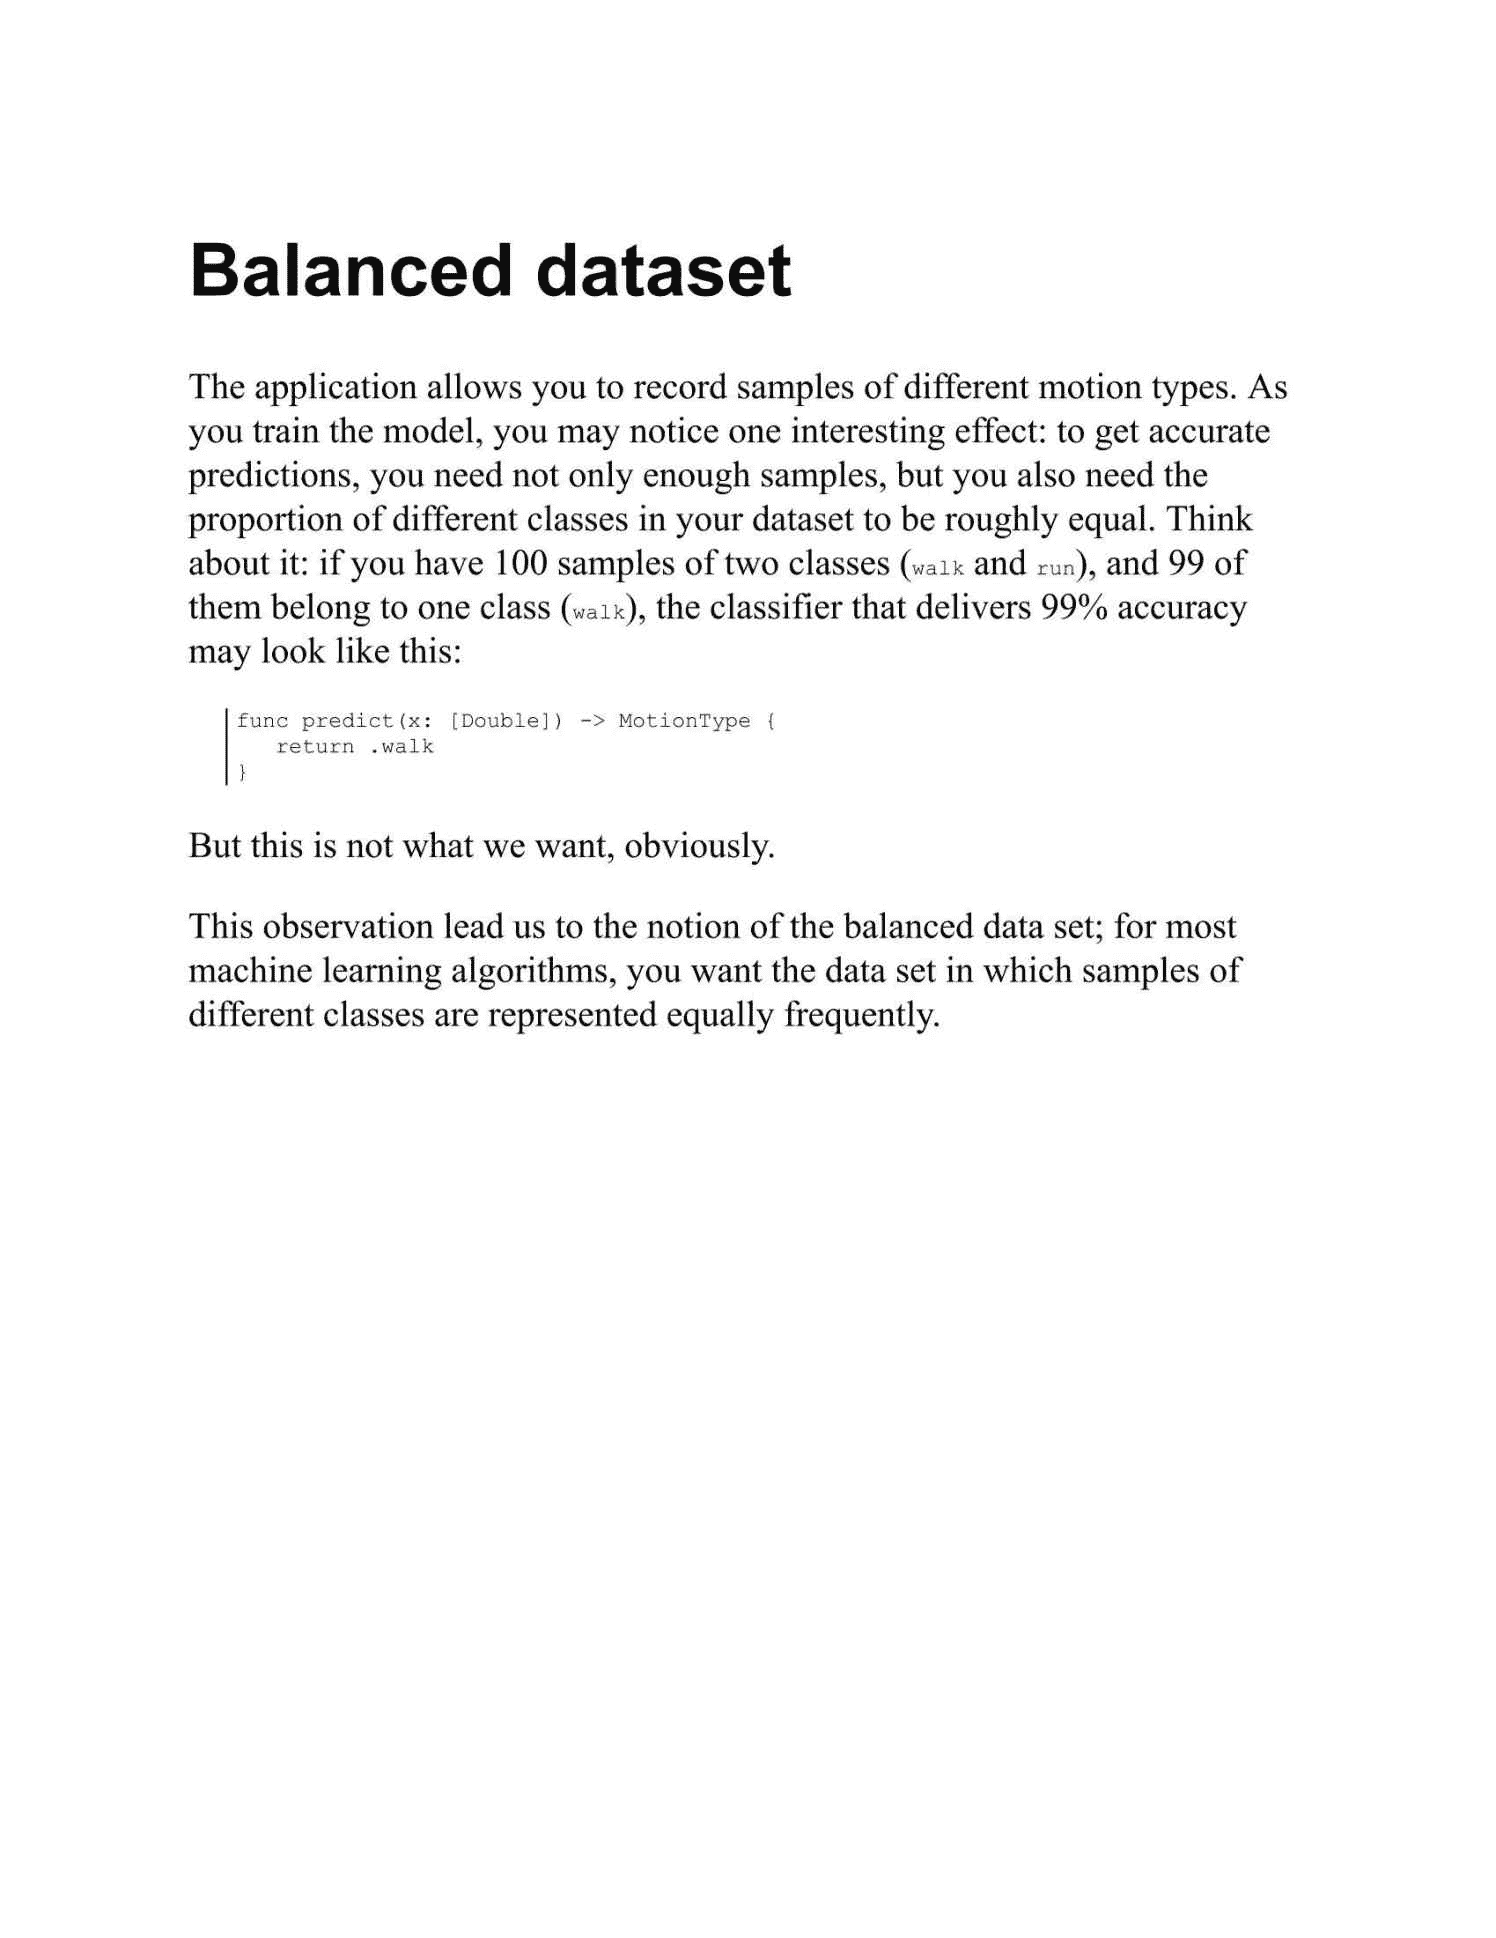 Balanced dataset
The application allows you to record samples of different motion types. As
you train the model, you may notice one interesting effect: to get accurate
predictions, you need not only enough samples, but you also need the
proportion of different classes in your dataset to be roughly equal. Think
about it: if you have 100 samples of two classes (walk and run), and 99 of
them belong to one class (walk), the classifier that delivers 99% accuracy
may look like this:
func predict(x: [Double]) -> MotionType {
   return .walk
}
But this is not what we want, obviously.
This observation lead us to the notion of the balanced data set; for most
machine learning algorithms, you want the data set in which samples of
different classes are represented equally frequently.